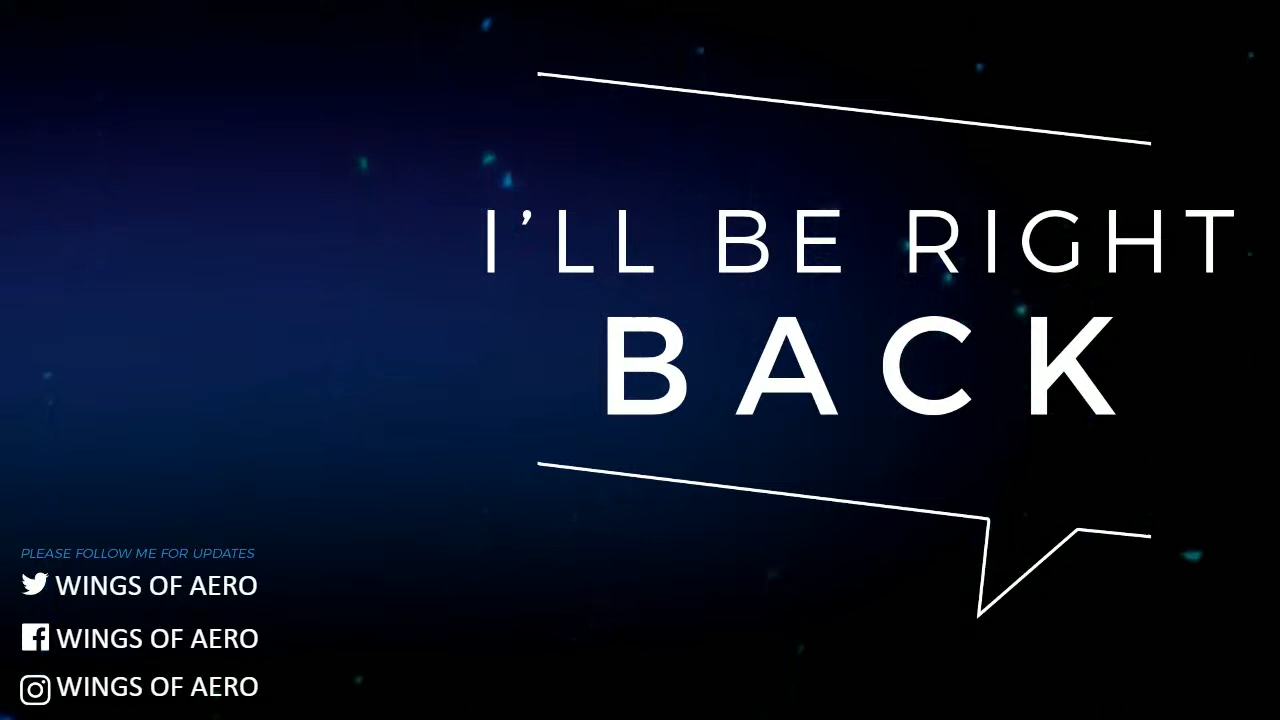 I'LL BE RIGHT
BACK
PLEASE FOLLOW ME FOR UPDATES
WINGS OF AERO
WINGS OF AERO
WINGS OF AERO